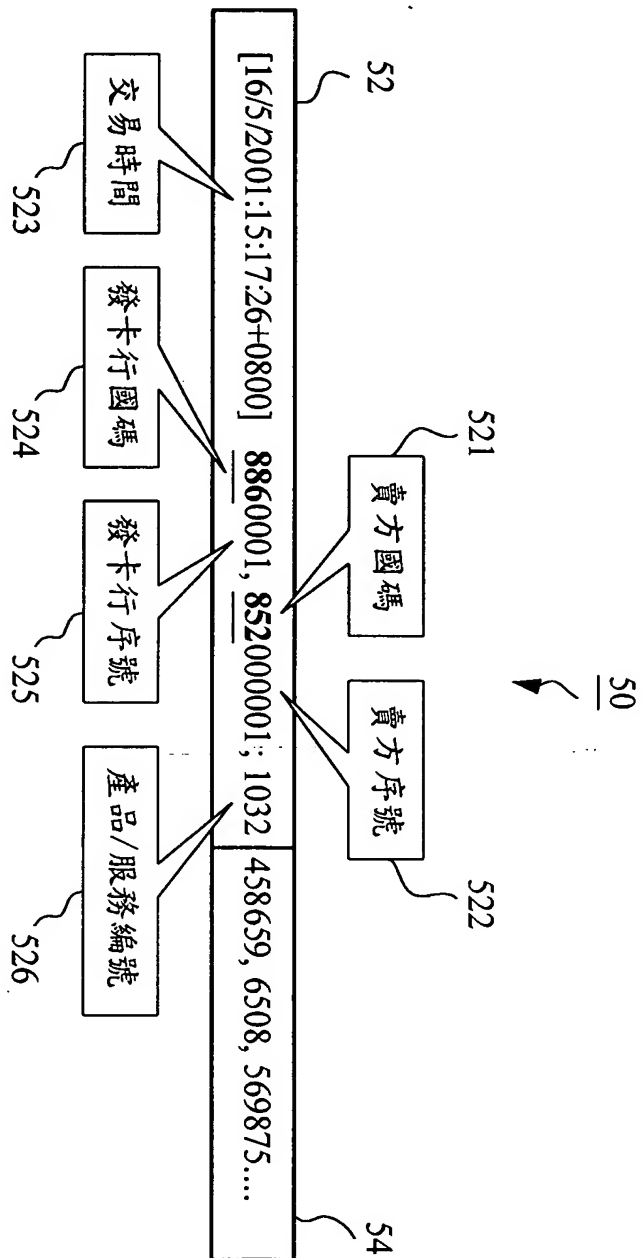 50
521
522
賣方國碼
賣方序號
52
54
[16/5/2001:15:17:26+0800] 8860001, 852000001; 1032
458659, 6508, 569875....
交易時間
發卡行國碼
發卡行序號
產品/服務編號
523
524
525
526